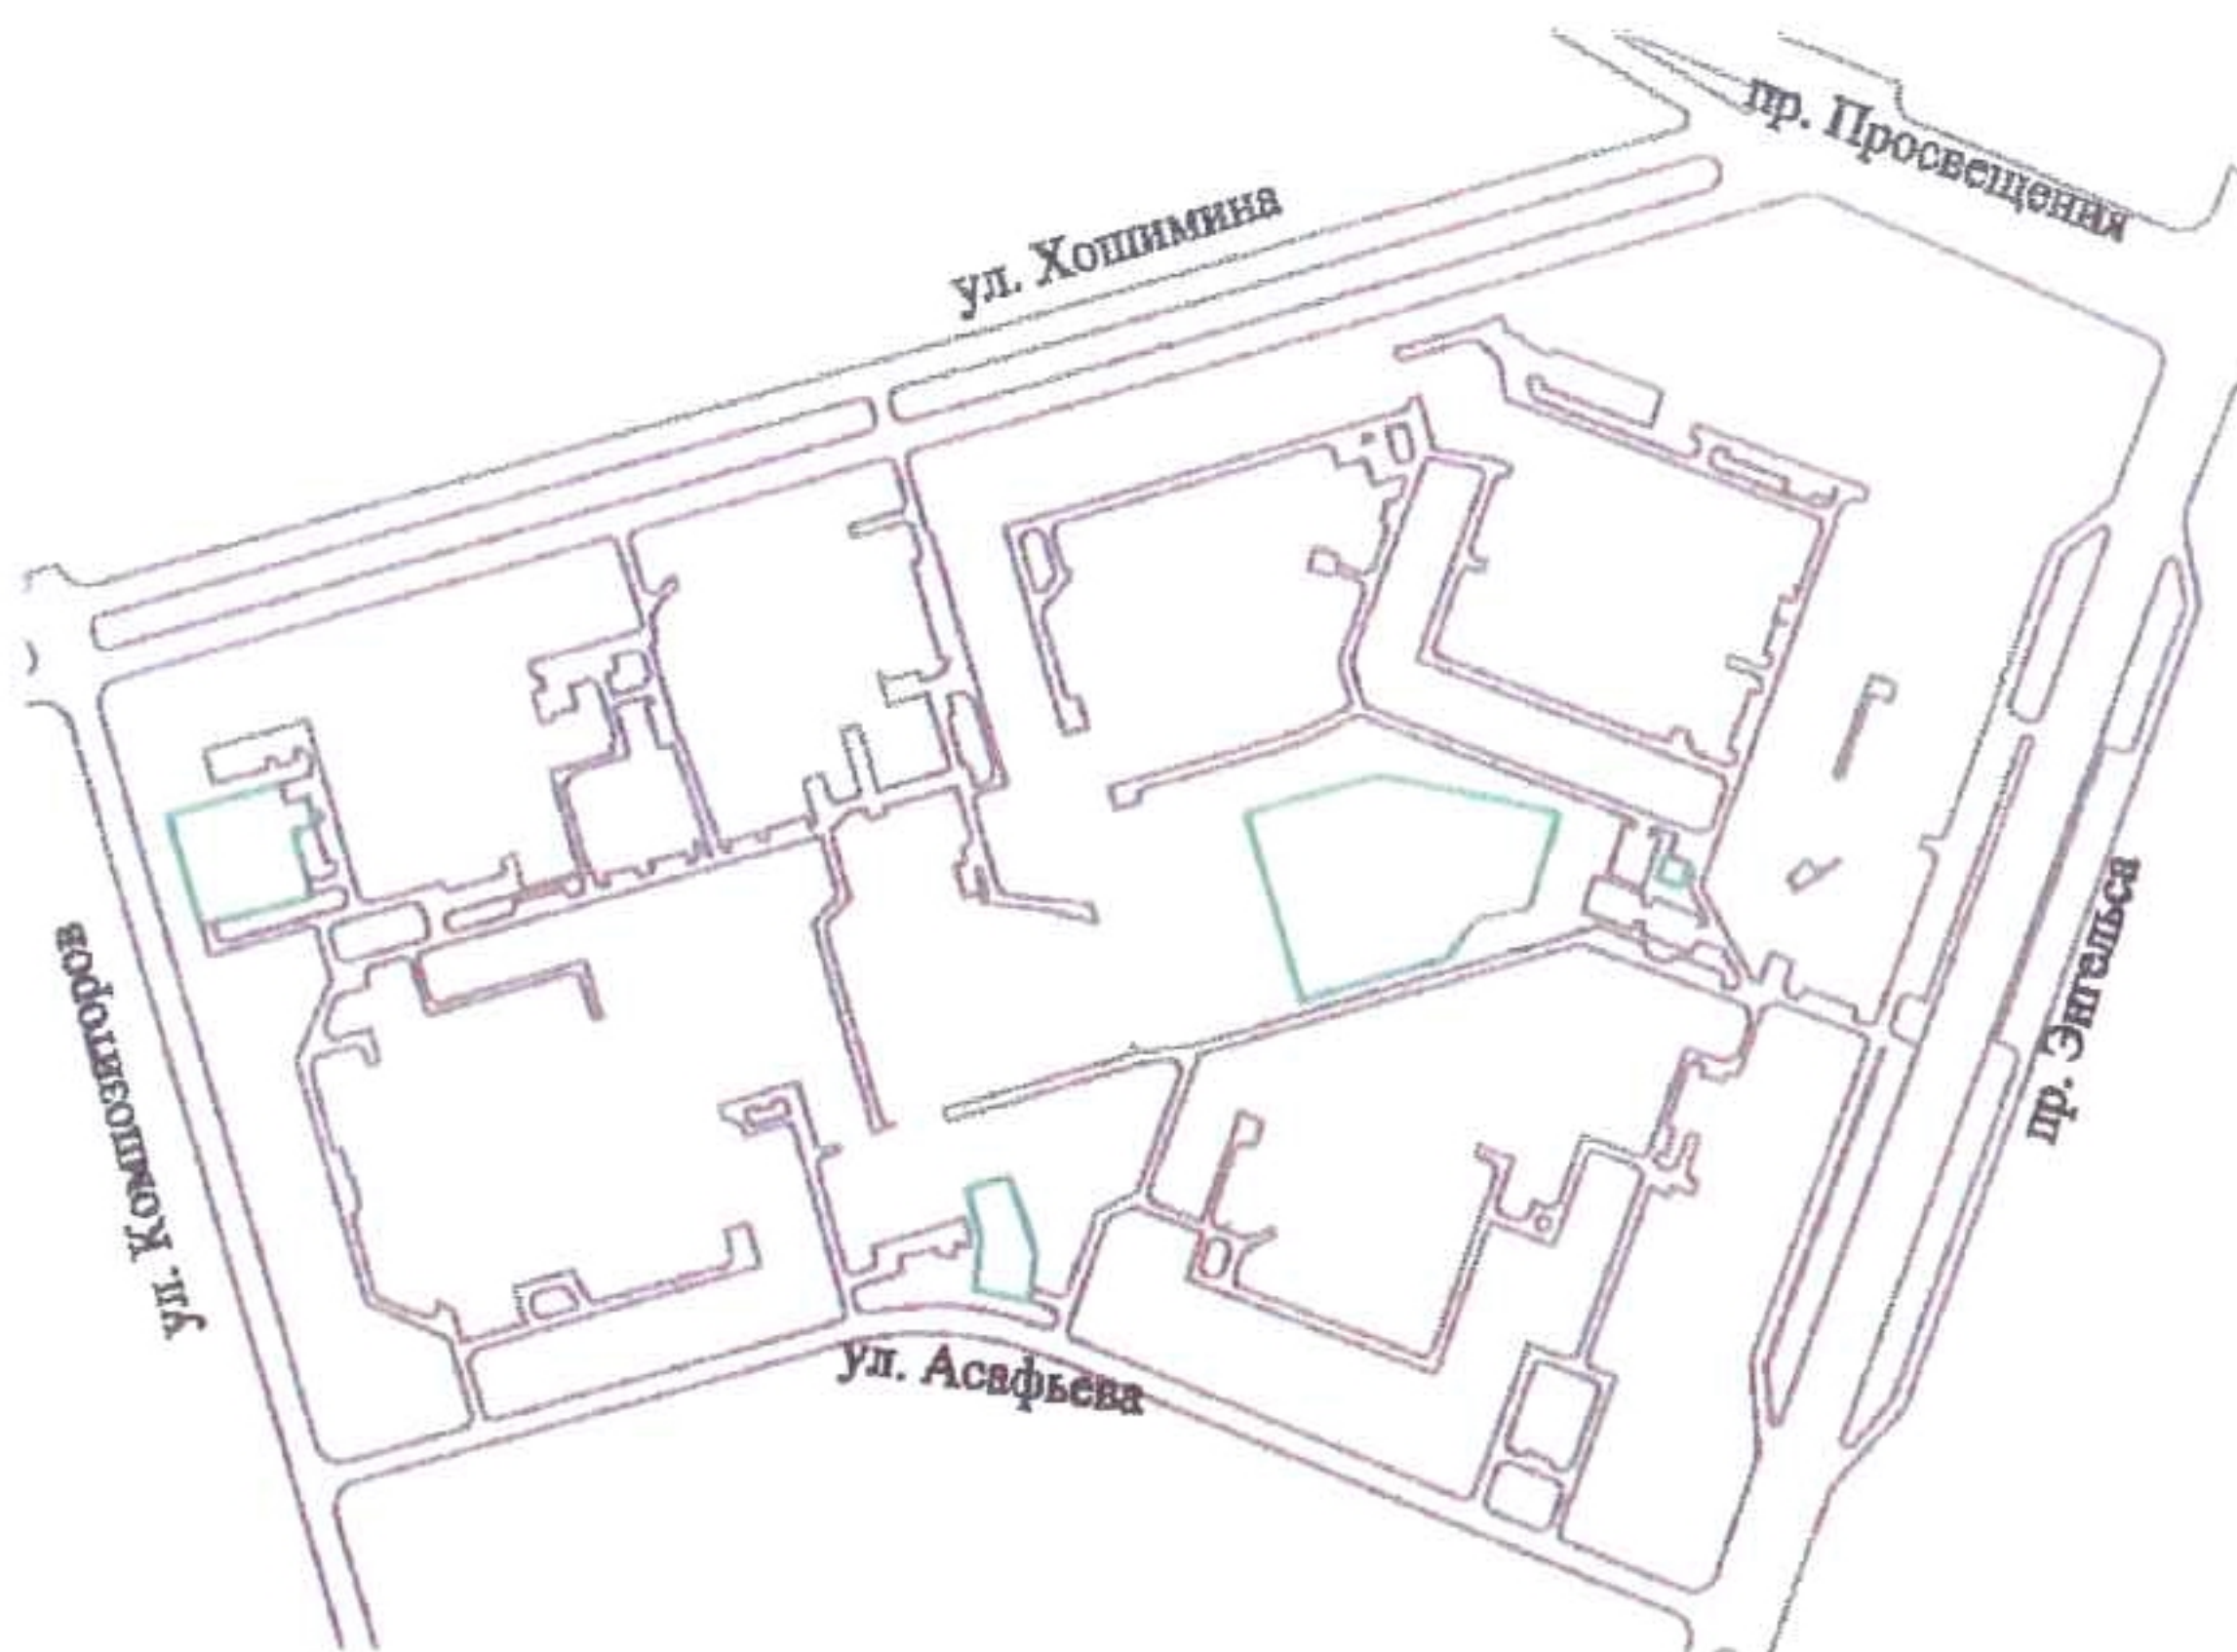 пр. Просвещения
ул. Хошимина
пр. Энгельса
ул. Композиторов
ул. Асафьева